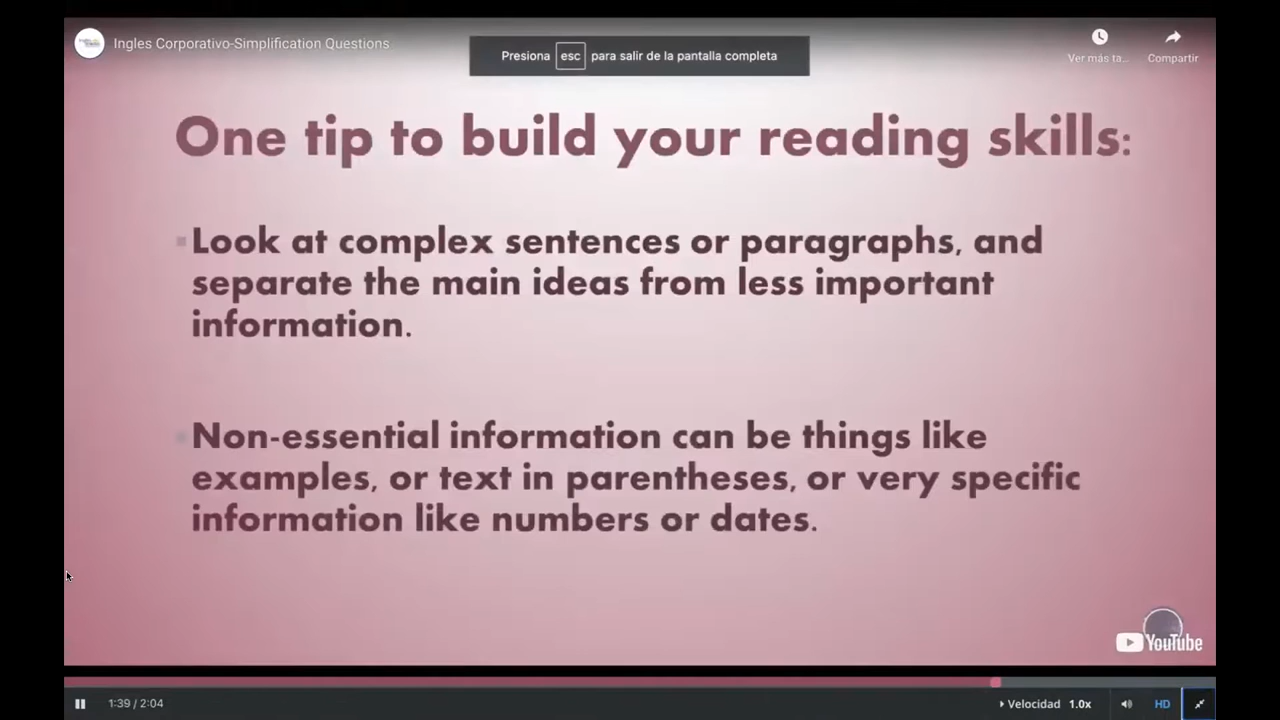 Ingles Corporativo-Simplification Questions
Presiona esc para salir de la pantalla completa
Ver más ta...
Compartir
One tip to build your reading skills:
Look at complex sentences or paragraphs, and
separate the main ideas from less important
information.
Non-essential information can be things like
examples, or text in parentheses, or very specific
information like numbers or dates.
YouTube
1:39 / 2:04
Velocidad 1.0x
HD